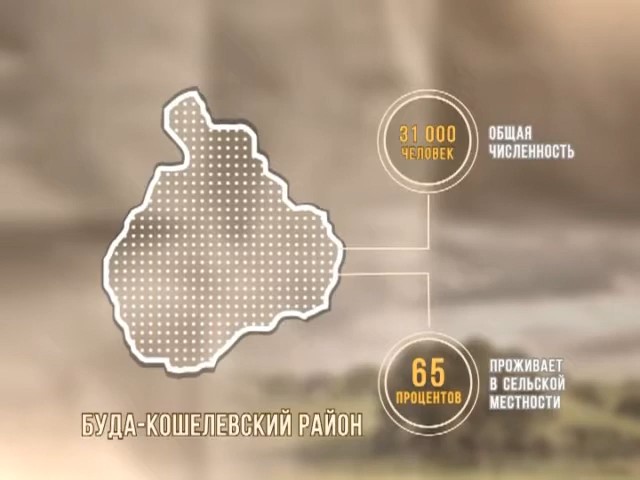 31 000
ЧЕЛОВЕК
ОБЩАЯ
ЧИСЛЕННОСТЬ
65
ПРОЦЕНТОВ
ПРОЖИВАЕТ
В СЕЛЬСКОЙ
МЕСТНОСТИ
БУДА-КОШЕЛЕВСКИЙ РАЙОН